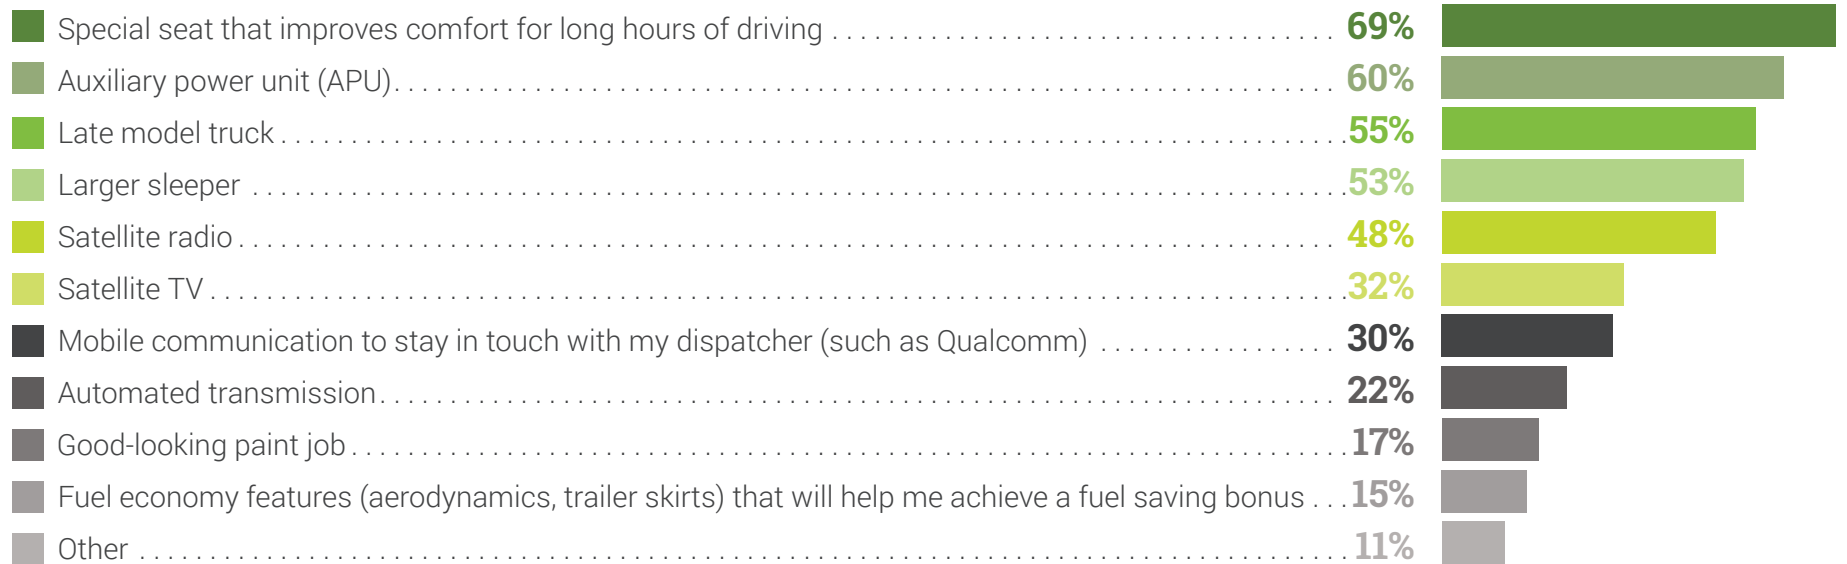 Special seat that improves comfort for long hours of driving . . . . . . . . . . . . . . . . . . . . . . . . . . . . . . . . . . . . 69%
Auxiliary power unit (APU). . . . . . . . . . . . . . . . . . . . . . . . . . . . . . . . . . . . . . . . . . . . . . . . . . . . . . . . . . . . . . . . . . . 60%
Late model truck . . . . . . . . . . . . . . . . . . . . . . . . . . . . . . . . . . . . . . . . . . . . . . . . . . . . . . . . . . . . . . . . . . . . . . . . . . . .55%
Larger sleeper . . . . . . . . . . . . . . . . . . . . . . . . . . . . . . . . . . . . . . . . . . . . . . . . . . . . . . . . . . . . . . . . . . . . . . . . . . . . . .53%
Satellite radio . . . . . . . . . . . . . . . . . . . . . . . . . . . . . . . . . . . . . . . . . . . . . . . . . . . . . . . . . . . . . . . . . . . . . . . . . . . . . . 48%
Satellite TV . . . . . . . . . . . . . . . . . . . . . . . . . . . . . . . . . . . . . . . . . . . . . . . . . . . . . . . . . . . . . . . . . . . . . . . . . . . . . . . . .32%
Mobile communication to stay in touch with my dispatcher (such as Qualcomm) . . . . . . . . . . . . . . . . . 30%
Automated transmission. . . . . . . . . . . . . . . . . . . . . . . . . . . . . . . . . . . . . . . . . . . . . . . . . . . . . . . . . . . . . . . . . . . . 22%
Good-looking paint job . . . . . . . . . . . . . . . . . . . . . . . . . . . . . . . . . . . . . . . . . . . . . . . . . . . . . . . . . . . . . . . . . . . . . . .17%
Fuel economy features (aerodynamics, trailer skirts) that will help me achieve a fuel saving bonus . . .15%
Other . . . . . . . . . . . . . . . . . . . . . . . . . . . . . . . . . . . . . . . . . . . . . . . . . . . . . . . . . . . . . . . . . . . . . . . . . . . . . . . . . . . . . . 11%